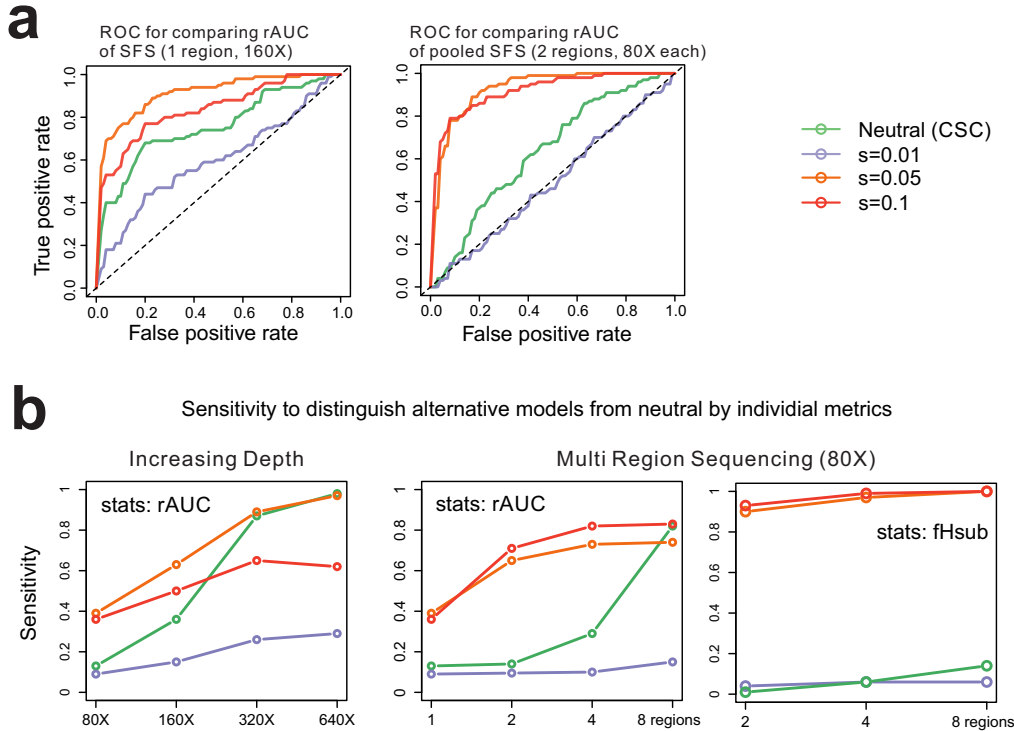 a
ROC for comparing rAUC
of SFS (1 region, 160X)
ROC for comparing rAUC
of pooled SFS (2 regions, 80X each)
True positive rate
1.0
0.8
0.6
0.4
0.2
0.0
0.0 0.2 0.4 0.6 0.8 1.0
False positive rate
1.0
0.8
0.6
0.4
0.2
0.0
0.0 0.2 0.4 0.6 0.8 1.0
False positive rate
Neutral (CSC)
s=0.01
s=0.05
s=0.1
b
Sensitivity to distinguish alternative models from neutral by individial metrics
Increasing Depth
Multi Region Sequencing (80X)
Sensitivity
stats: rAUC
1
0.8
0.6
0.4
0.2
0
80X 160X 320X 640X
stats: rAUC
1
0.8
0.6
0.4
0.2
0
1 2 4 8 regions
stats: fHsub
1
0.8
0.6
0.4
0.2
0
2 4 8 regions